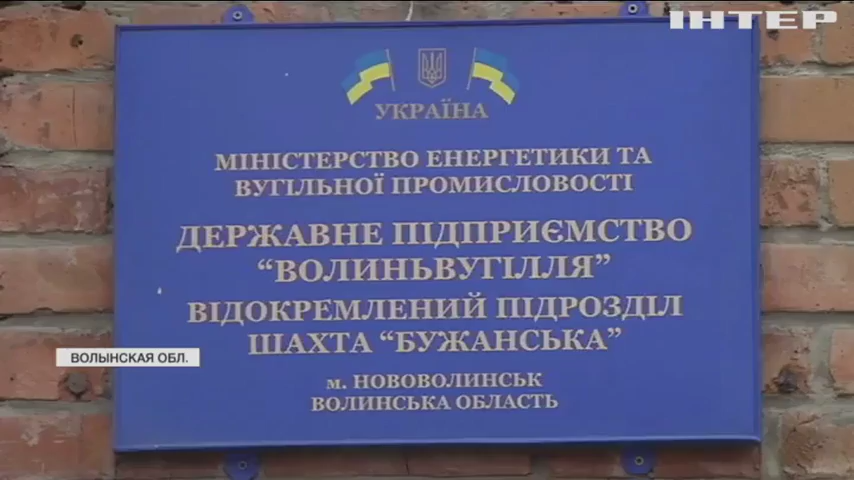 ІНТЕР
УКРАЇНА
МІНІСТЕРСТВО ЕНЕРГЕТИКИ ТА
ВУГІЛЬНОЇ ПРОМИСЛОВОСТІ
ДЕРЖАВНЕ ПІДПРИЄМСТВО
“ВОЛИНЬВУГІЛЛЯ”
ВІДОКРЕМЛЕНИЙ ПІДРОЗДІЛ
ШАХТА “БУЖАНСЬКА”
ВОЛЫНСКАЯ ОБЛ.
м. НОВОВОЛИНСЬК
ВОЛИНСЬКА ОБЛАСТЬ